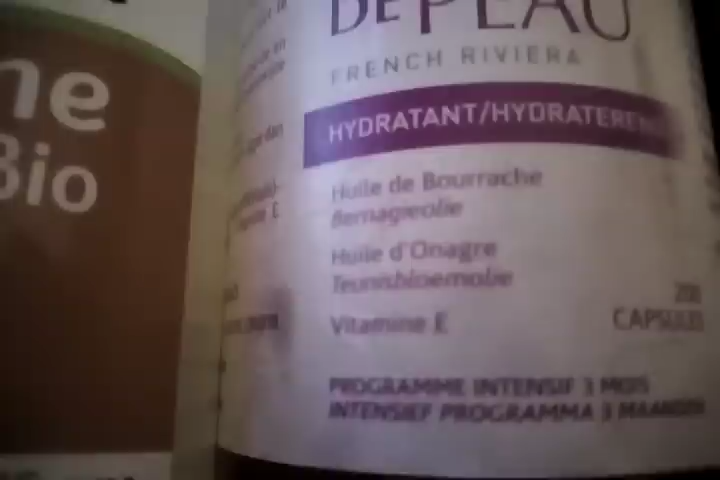 ne
Bio
DE PEAU
FRENCH RIVIERA
HYDRATANT/HYDRATEREND
Huile de Bourrache
Bernagieolie
Huile d'Onagre
Teunisbloemolie
Vitamine E
200
CAPSULES
PROGRAMME INTENSIF 3 MOIS
INTENSIEF PROGRAMMA 3 MAANDEN